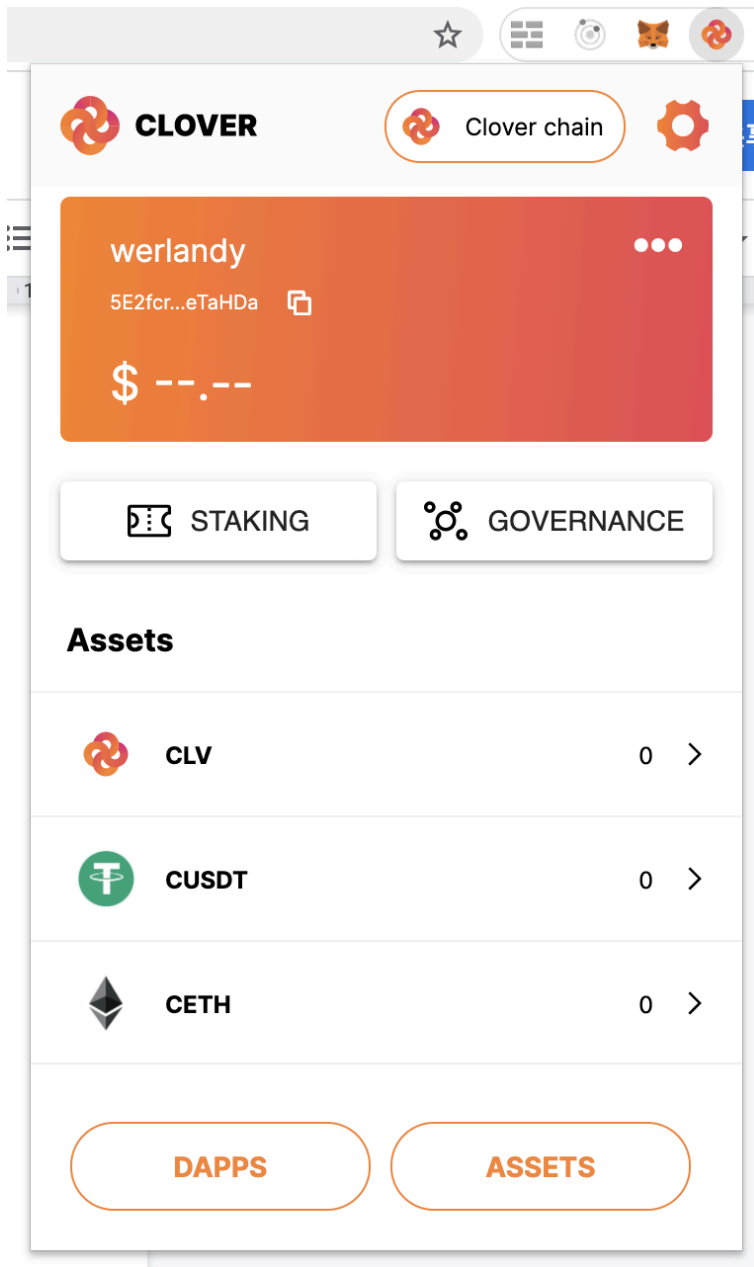 CLOVER
Clover chain
werlandy
5E2fcr...eTaHDa
$ --.--
STAKING
GOVERNANCE
Assets
CLV 0
CUSDT 0
CETH 0
DAPPS
ASSETS